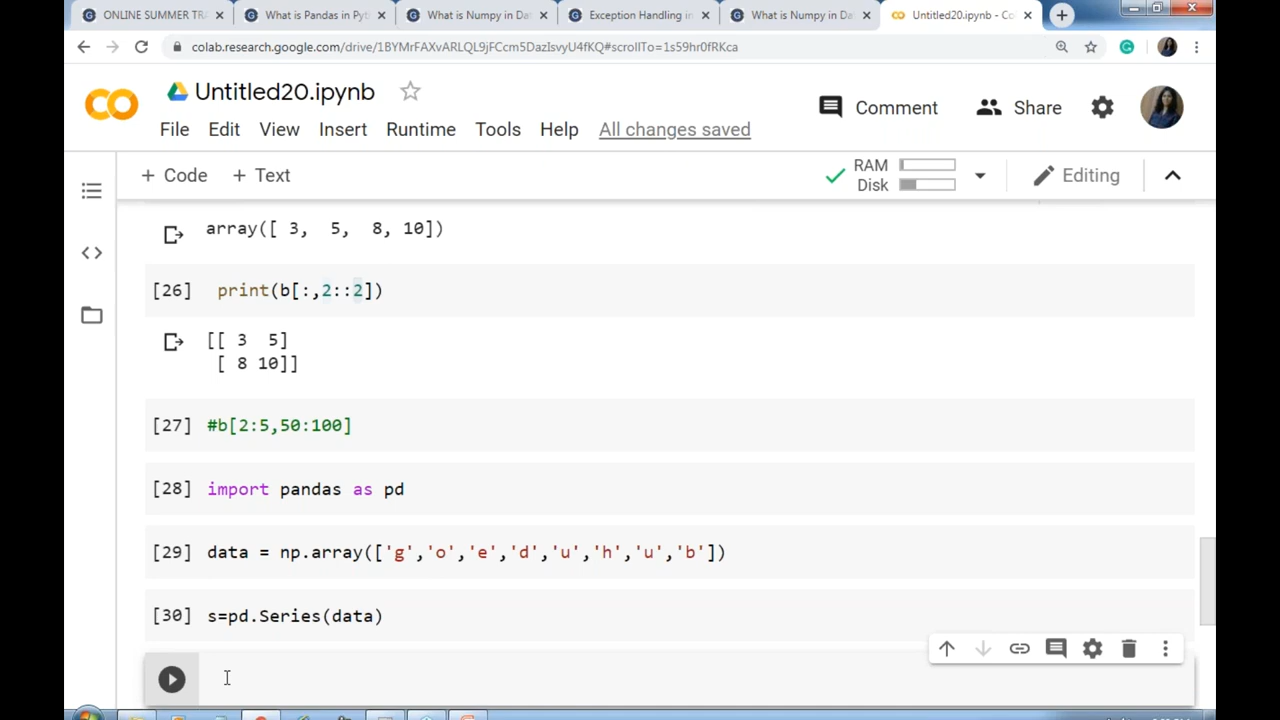 ONLINE SUMMER TR
What is Pandas in Pyt
What is Numpy in Da
Exception Handling in
What is Numpy in Da
Untitled20.ipynb - Co
colab.research.google.com/drive/1BYMrFAXvARLQL9jFCcm5DazIsvyU4fKQ#scrollTo=1s59hr0fRKca
Untitled20.ipynb
Comment
Share
File Edit View Insert Runtime Tools Help All changes saved
+ Code + Text
RAM
Disk
Editing
array([ 3,  5,  8, 10])
[26] print(b[:,2::2])
[[ 3  5]
[ 8 10]]
[27] #b[2:5,50:100]
[28] import pandas as pd
[29] data = np.array(['g','o','e','d','u','h','u','b'])
[30] s=pd.Series(data)